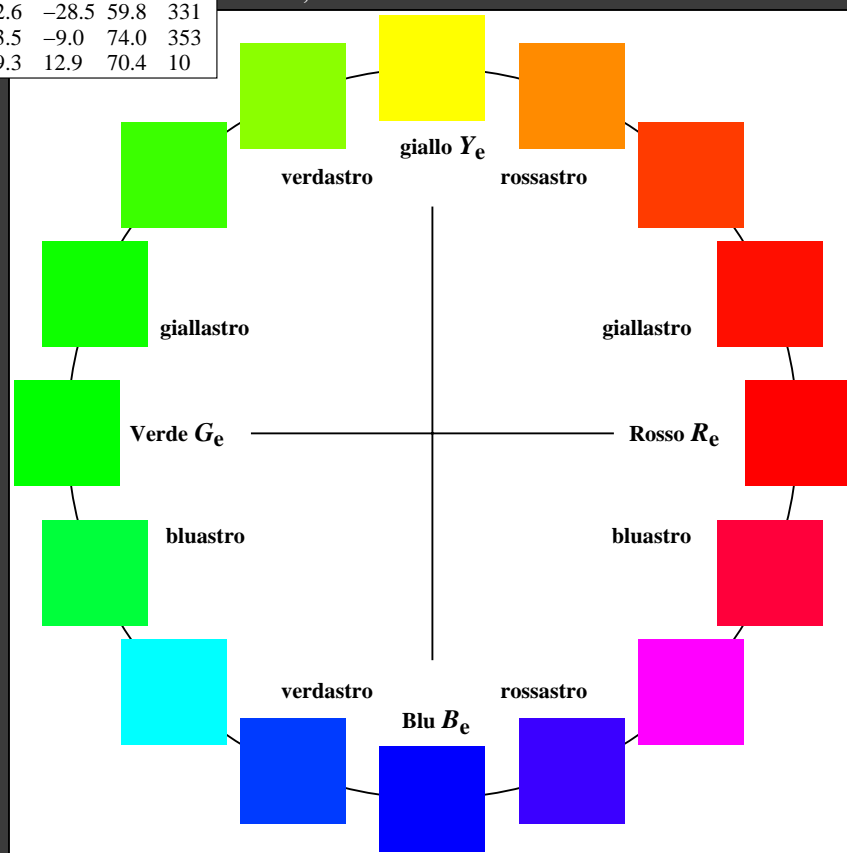 −28.5 59.8 331
−9.0 74.0 353
12.9 70.4 10
giallo Ye
verdastro rossastro
giallastro giallastro
Verde Ge Rosso Re
bluastro bluastro
verdastro rossastro
Blu Be